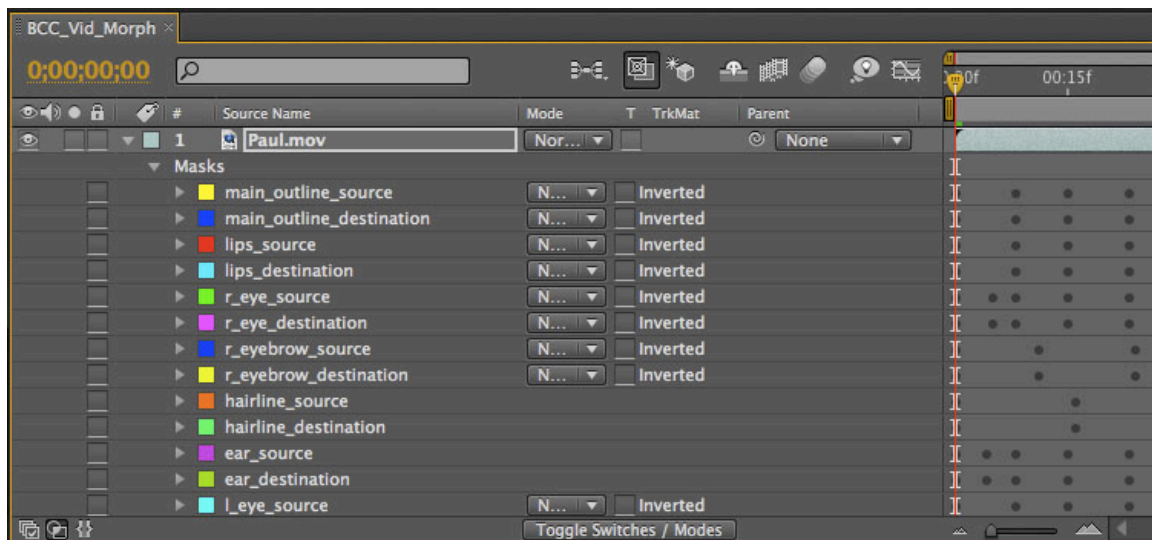 BCC_Vid_Morph ×
0;00;00;00
00:15f
# Source Name Mode T TrkMat Parent
1 Paul.mov Nor... None
Masks
main_outline_source N... Inverted
main_outline_destination N... Inverted
lips_source N... Inverted
lips_destination N... Inverted
r_eye_source N... Inverted
r_eye_destination N... Inverted
r_eyebrow_source N... Inverted
r_eyebrow_destination N... Inverted
hairline_source
hairline_destination
ear_source
ear_destination
l_eye_source N... Inverted
Toggle Switches / Modes